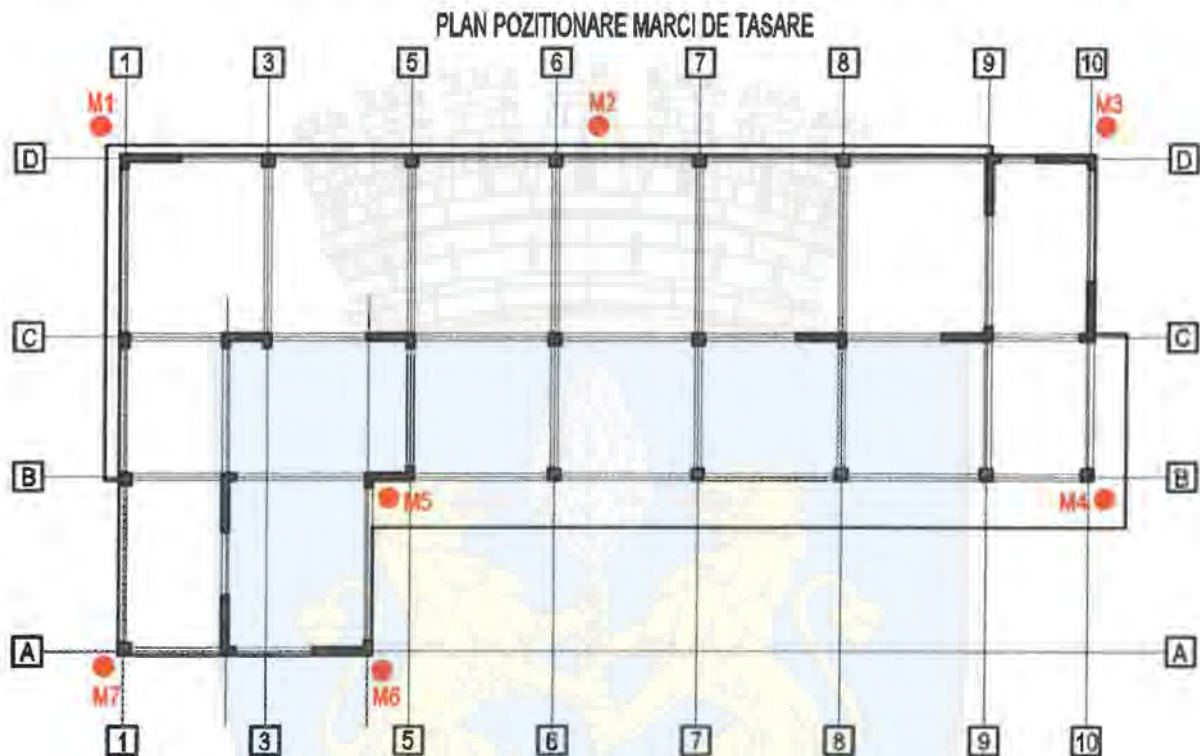 PLAN POZITIONARE MARCI DE TASARE
1 3 5 6 7 8 9 10
M1 M2 M3
D D
C C
B B
M5 M4
A A
M7 M6
1 3 5 6 7 8 9 10